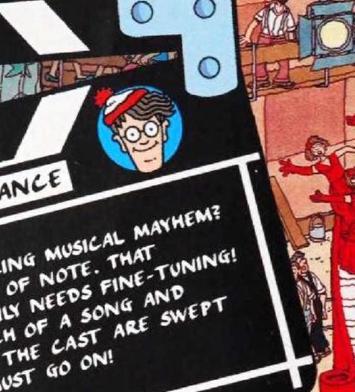 ANCE
ING MUSICAL MAYHEM?
OF NOTE. THAT
ILY NEEDS FINE-TUNING!
CH OF A SONG AND
THE CAST ARE SWEPT
UST GO ON!